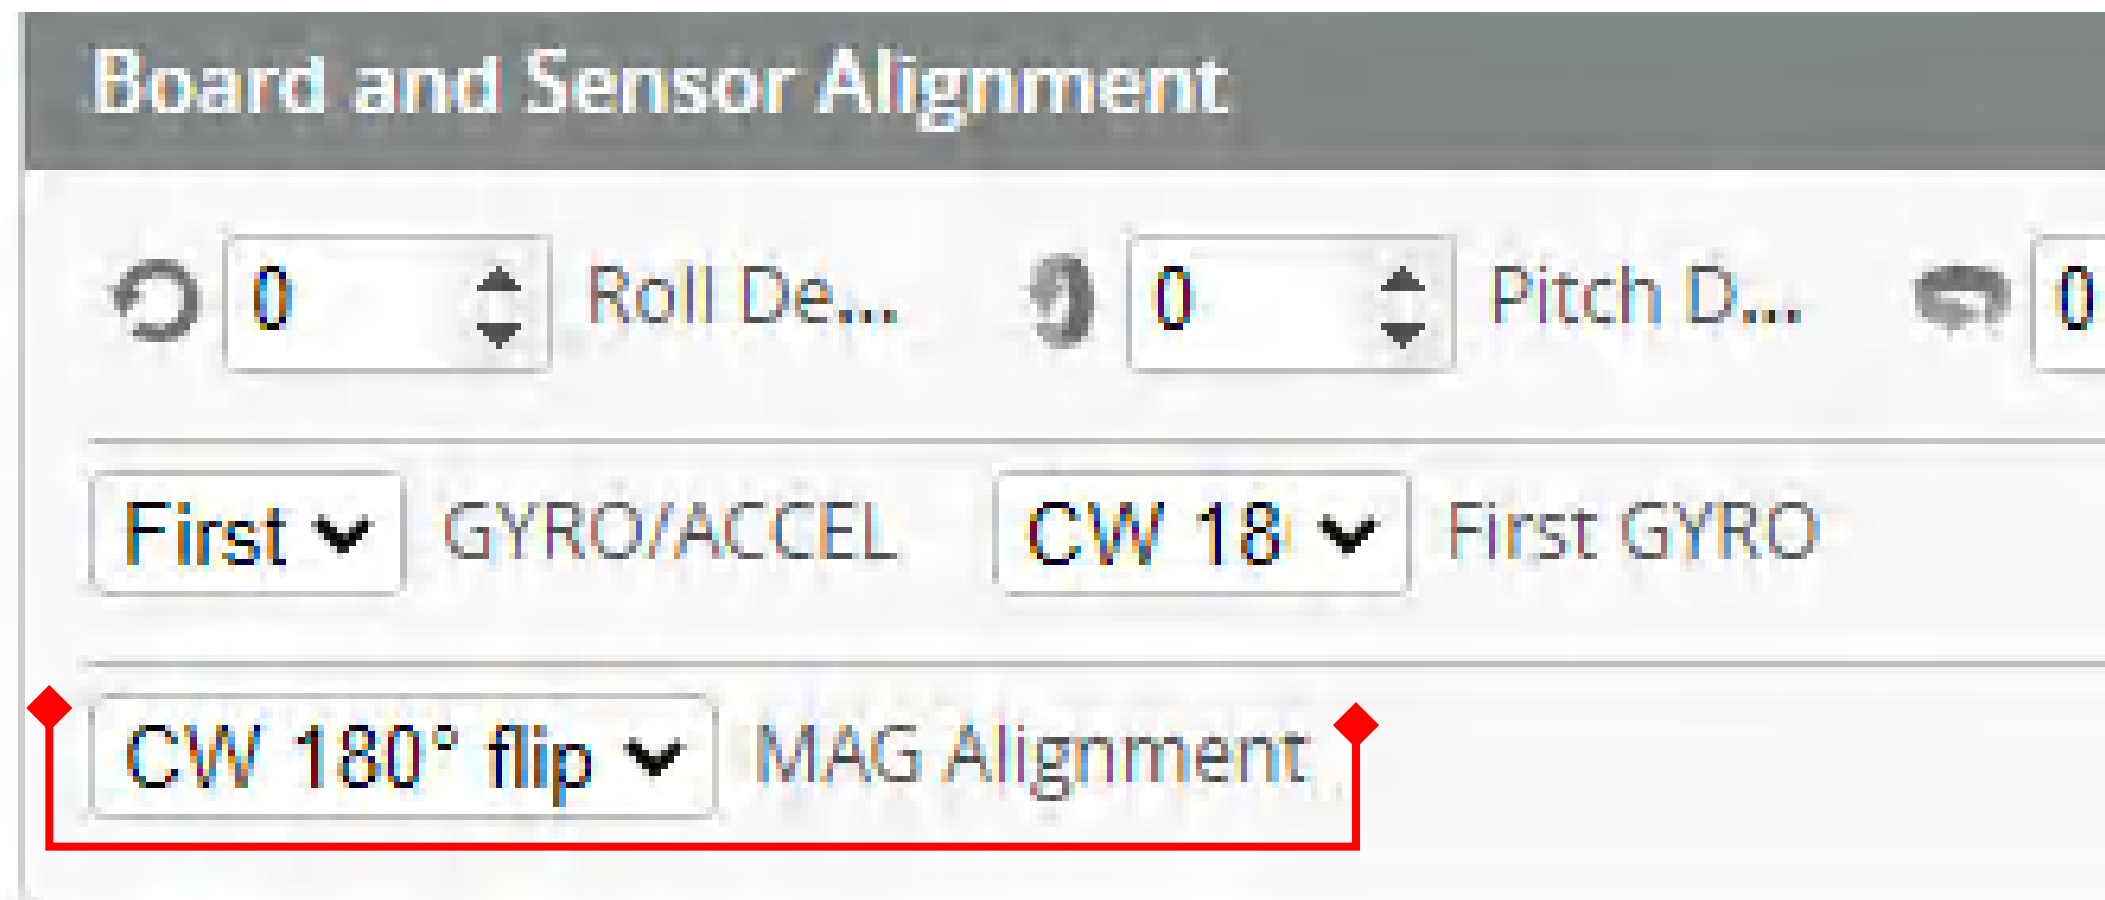 Board and Sensor Alignment
0 Roll De... 0 Pitch D... 0
First GYRO/ACCEL CW 18 First GYRO
CW 180° flip MAG Alignment